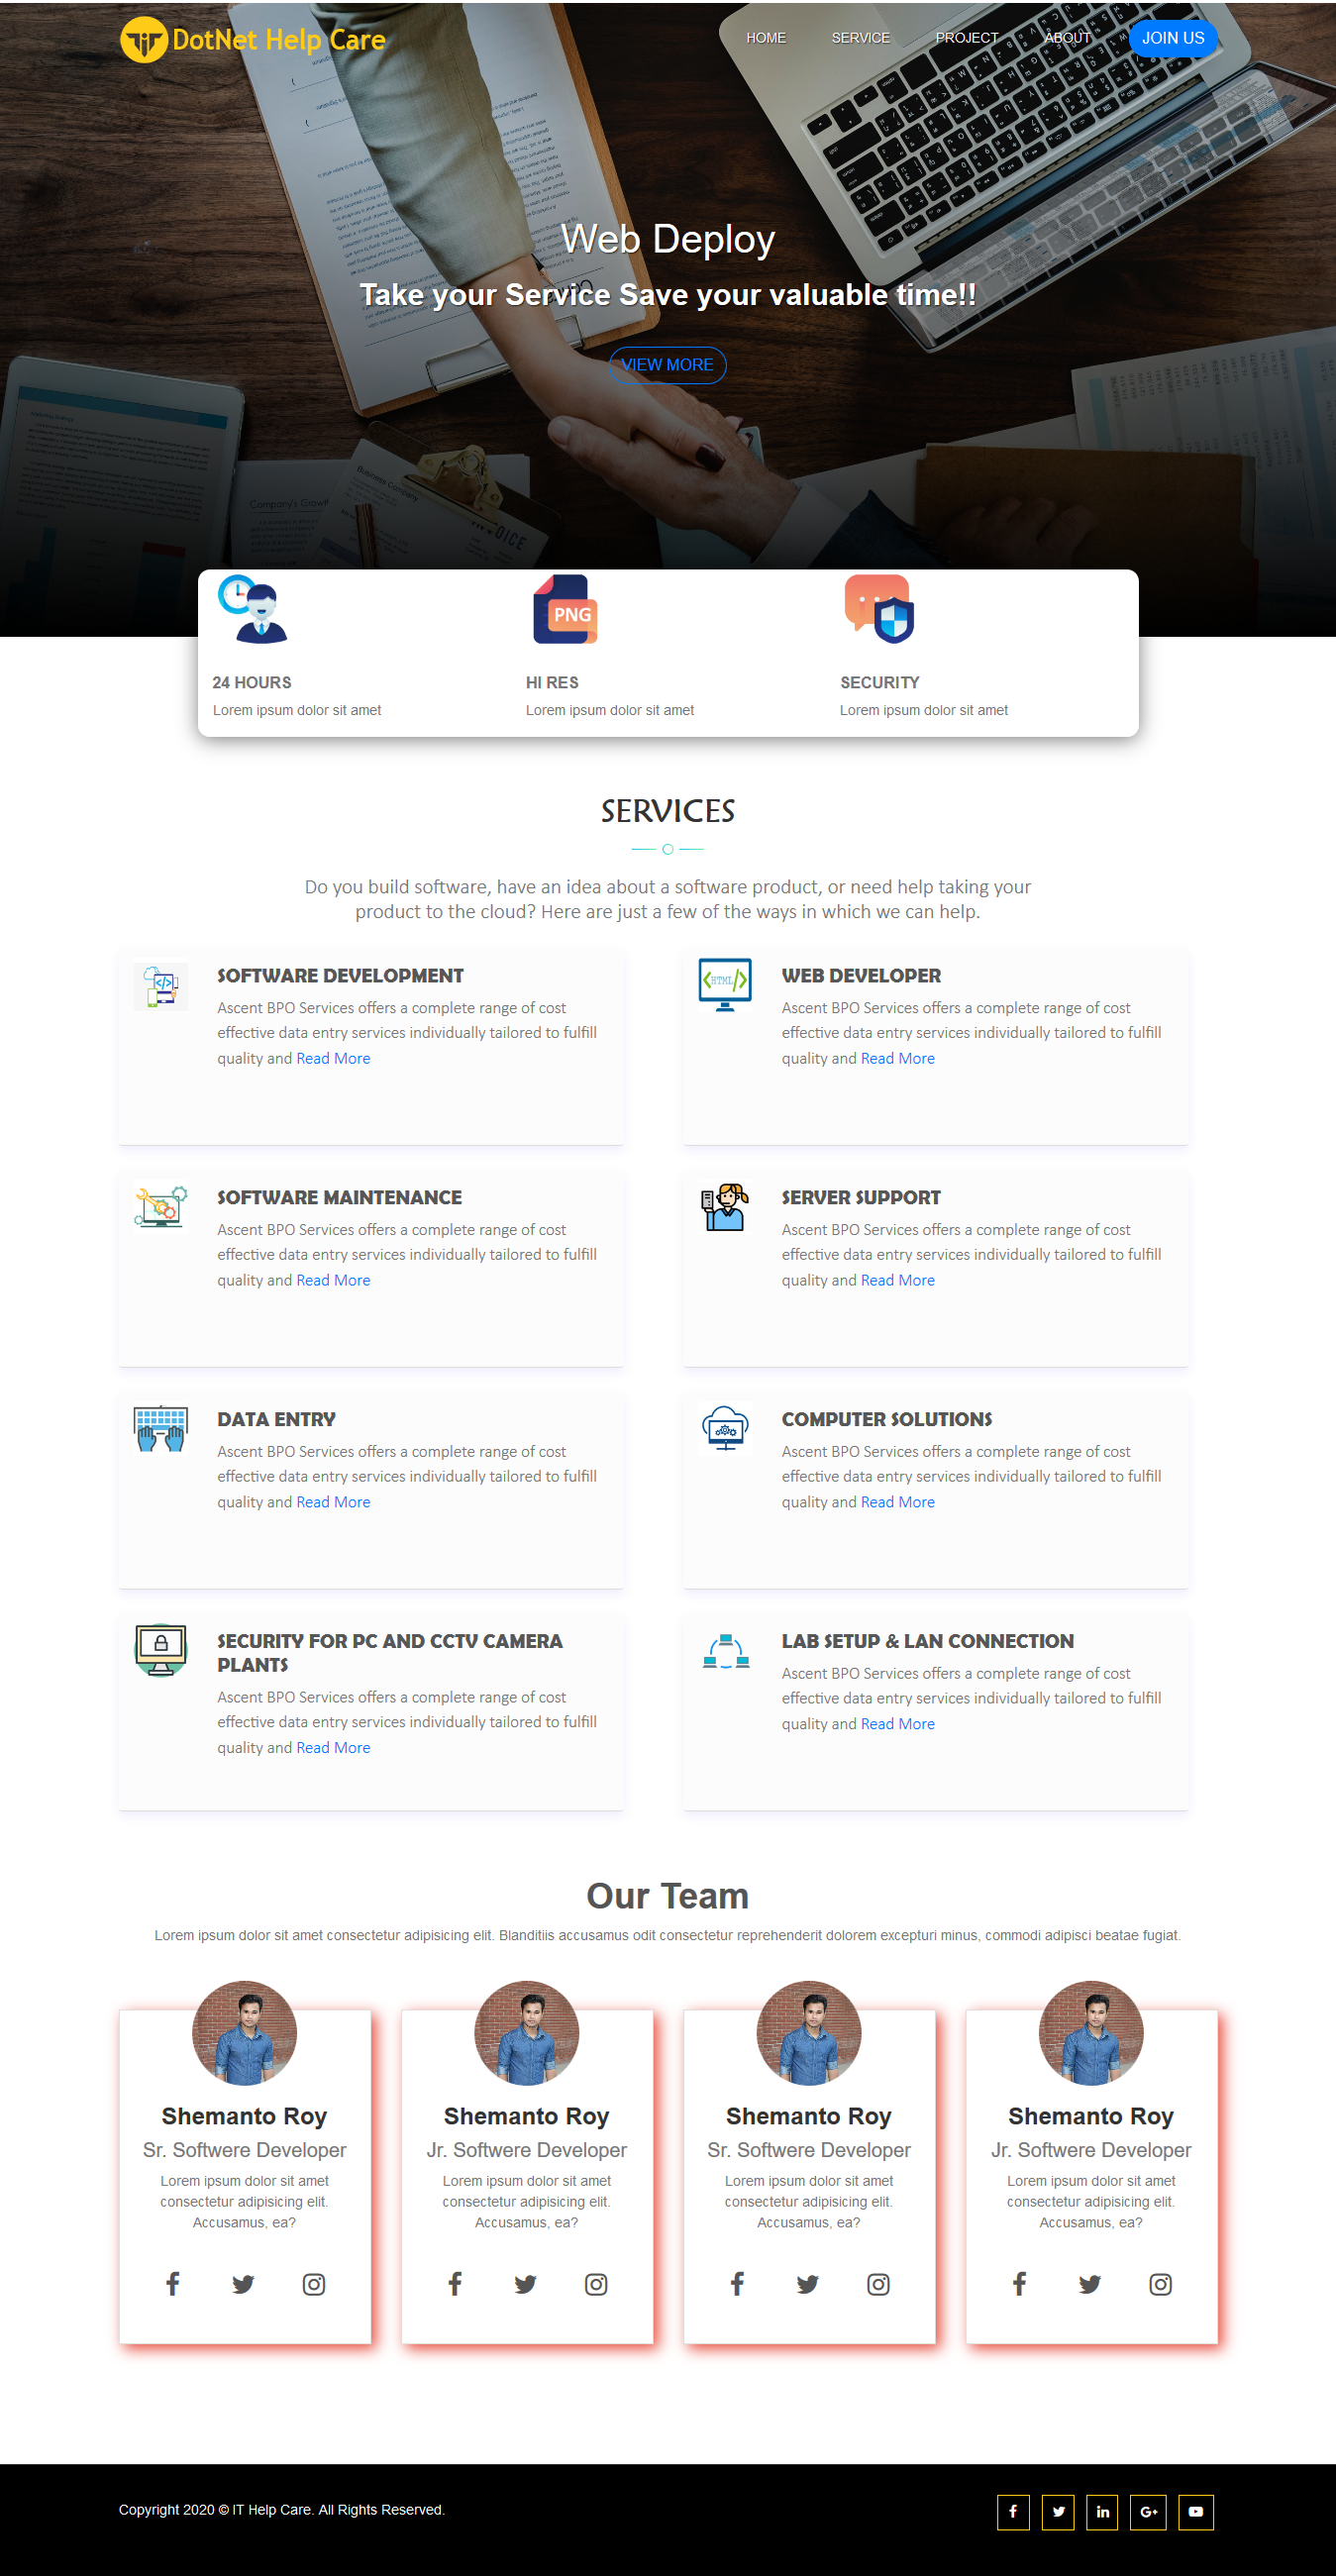 DotNet Help Care
HOME
SERVICE
PROJECT
ABOUT
JOIN US
Web Deploy
Take your Service Save your valuable time!!
VIEW MORE
Business Company
Company's Growth
PNG
24 HOURS
Lorem ipsum dolor sit amet
HI RES
Lorem ipsum dolor sit amet
SECURITY
Lorem ipsum dolor sit amet
SERVICES
Do you build software, have an idea about a software product, or need help taking your
product to the cloud? Here are just a few of the ways in which we can help.
SOFTWARE DEVELOPMENT
Ascent BPO Services offers a complete range of cost
effective data entry services individually tailored to fulfill
quality and Read More
HTML
WEB DEVELOPER
Ascent BPO Services offers a complete range of cost
effective data entry services individually tailored to fulfill
quality and Read More
SOFTWARE MAINTENANCE
Ascent BPO Services offers a complete range of cost
effective data entry services individually tailored to fulfill
quality and Read More
SERVER SUPPORT
Ascent BPO Services offers a complete range of cost
effective data entry services individually tailored to fulfill
quality and Read More
DATA ENTRY
Ascent BPO Services offers a complete range of cost
effective data entry services individually tailored to fulfill
quality and Read More
COMPUTER SOLUTIONS
Ascent BPO Services offers a complete range of cost
effective data entry services individually tailored to fulfill
quality and Read More
SECURITY FOR PC AND CCTV CAMERA
PLANTS
Ascent BPO Services offers a complete range of cost
effective data entry services individually tailored to fulfill
quality and Read More
LAB SETUP & LAN CONNECTION
Ascent BPO Services offers a complete range of cost
effective data entry services individually tailored to fulfill
quality and Read More
Our Team
Lorem ipsum dolor sit amet consectetur adipisicing elit. Blanditiis accusamus odit consectetur reprehenderit dolorem excepturi minus, commodi adipisci beatae fugiat.
Shemanto Roy
Sr. Softwere Developer
Lorem ipsum dolor sit amet
consectetur adipisicing elit.
Accusamus, ea?
Shemanto Roy
Jr. Softwere Developer
Lorem ipsum dolor sit amet
consectetur adipisicing elit.
Accusamus, ea?
Shemanto Roy
Sr. Softwere Developer
Lorem ipsum dolor sit amet
consectetur adipisicing elit.
Accusamus, ea?
Shemanto Roy
Jr. Softwere Developer
Lorem ipsum dolor sit amet
consectetur adipisicing elit.
Accusamus, ea?
Copyright 2020 © IT Help Care. All Rights Reserved.